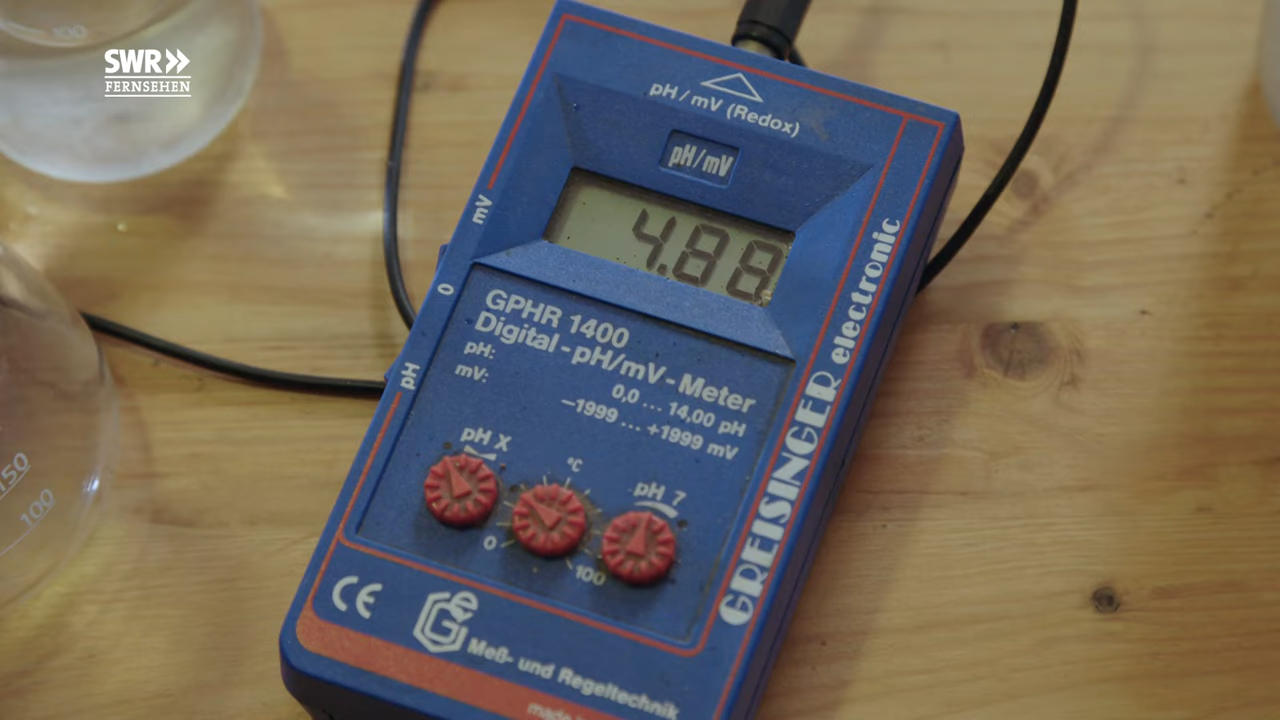 100
SWR
FERNSEHEN
pH / mV (Redox)
pH/mV
mV
0
pH
4.88
GPHR 1400
Digital-pH/mV-Meter
pH: 0,0 ... 14,00 pH
mV: −1999 ... +1999 mV
pH X
°C
pH 7
0
100
GREISINGER electronic
CE
Meß- und Regeltechnik
made
150
100